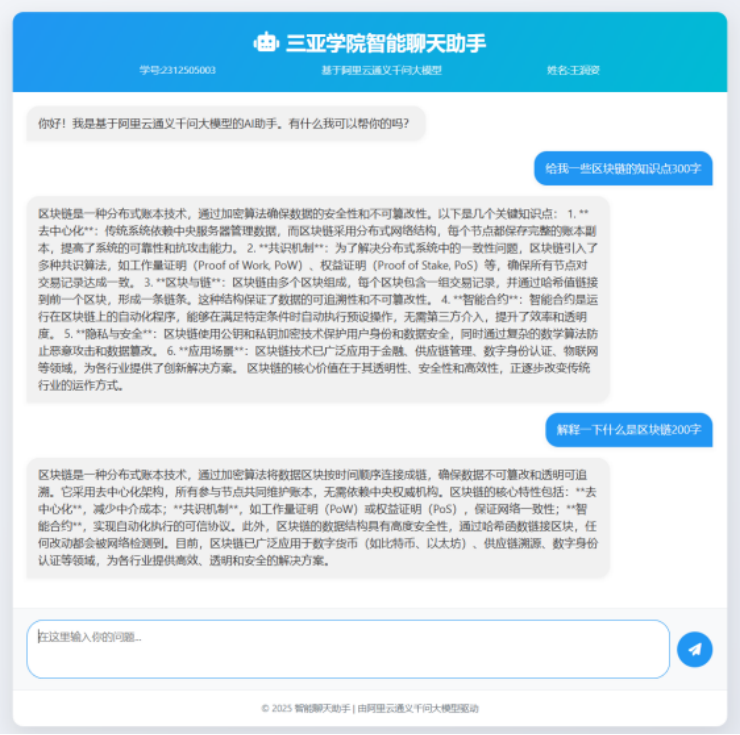 三亚学院智能聊天助手
学号:2312505003 基于阿里云通义千问大模型 姓名:王润姿
你好！我是基于阿里云通义千问大模型的AI助手。有什么我可以帮你的吗？
给我一些区块链的知识点300字
区块链是一种分布式账本技术，通过加密算法确保数据的安全性和不可篡改性。以下是几个关键知识点： 1. **
去中心化**：传统系统依赖中央服务器管理数据，而区块链采用分布式网络结构，每个节点都保存完整的账本副
本，提高了系统的可靠性和抗攻击能力。 2. **共识机制**：为了解决分布式系统中的一致性问题，区块链引入了
多种共识算法，如工作量证明（Proof of Work, PoW）、权益证明（Proof of Stake, PoS）等，确保所有节点对
交易记录达成一致。 3. **区块与链**：区块链由多个区块组成，每个区块包含一组交易记录，并通过哈希值链接
到前一个区块，形成一条链条。这种结构保证了数据的可追溯性和不可篡改性。 4. **智能合约**：智能合约是运
行在区块链上的自动化程序，能够在满足特定条件时自动执行预设操作，无需第三方介入，提升了效率和透明
度。 5. **隐私与安全**：区块链使用公钥和私钥加密技术保护用户身份和数据安全，同时通过复杂的数学算法防
止恶意攻击和数据篡改。 6. **应用场景**：区块链技术已广泛应用于金融、供应链管理、数字身份认证、物联网
等领域，为各行业提供了创新解决方案。 区块链的核心价值在于其透明性、安全性和高效性，正逐步改变传统
行业的运作方式。
解释一下什么是区块链200字
区块链是一种分布式账本技术，通过加密算法将数据区块按时间顺序连接成链，确保数据不可篡改和透明可追
溯。它采用去中心化架构，所有参与节点共同维护账本，无需依赖中央权威机构。区块链的核心特性包括：**去
中心化**，减少中介成本；**共识机制**，如工作量证明（PoW）或权益证明（PoS），保证网络一致性；**智
能合约**，实现自动化执行的可信协议。此外，区块链的数据结构具有高度安全性，通过哈希函数链接区块，任
何改动都会被网络检测到。目前，区块链已广泛应用于数字货币（如比特币、以太坊）、供应链溯源、数字身份
认证等领域，为各行业提供高效、透明和安全的解决方案。
在这里输入你的问题...
© 2025 智能聊天助手 | 由阿里云通义千问大模型驱动